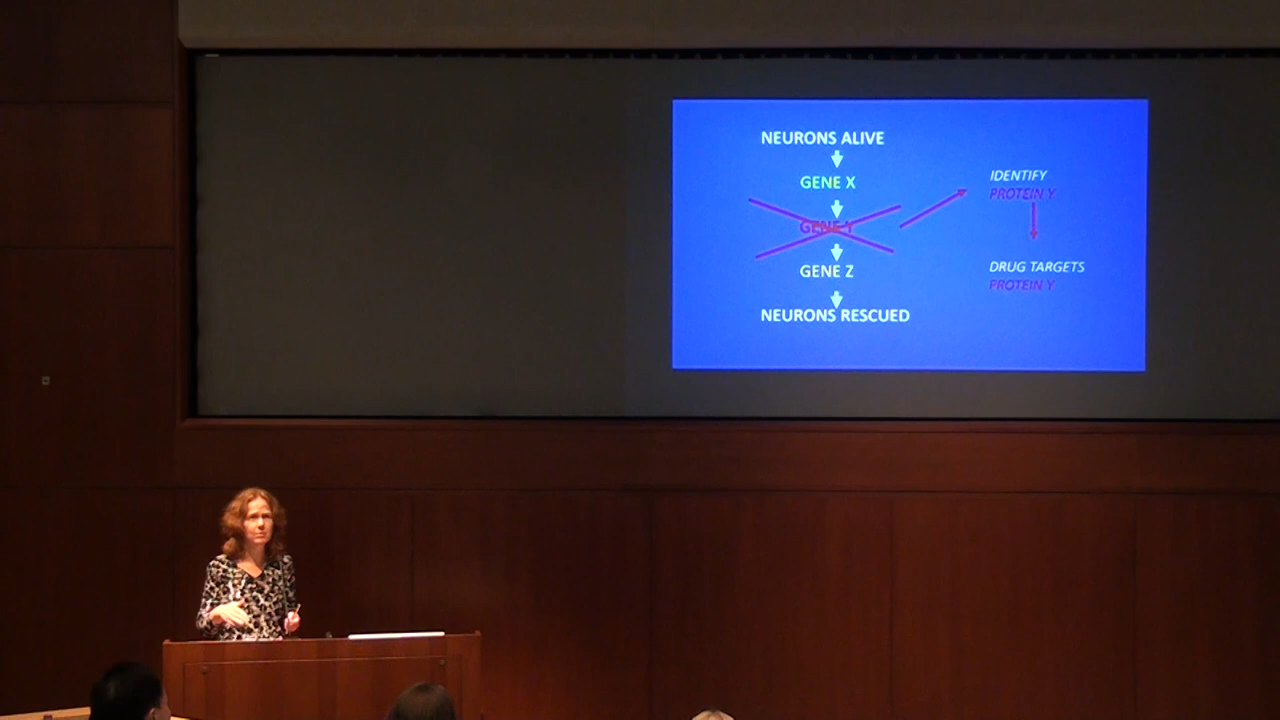 NEURONS ALIVE
GENE X
GENE Y
GENE Z
NEURONS RESCUED
IDENTIFY
PROTEIN Y
DRUG TARGETS
PROTEIN Y